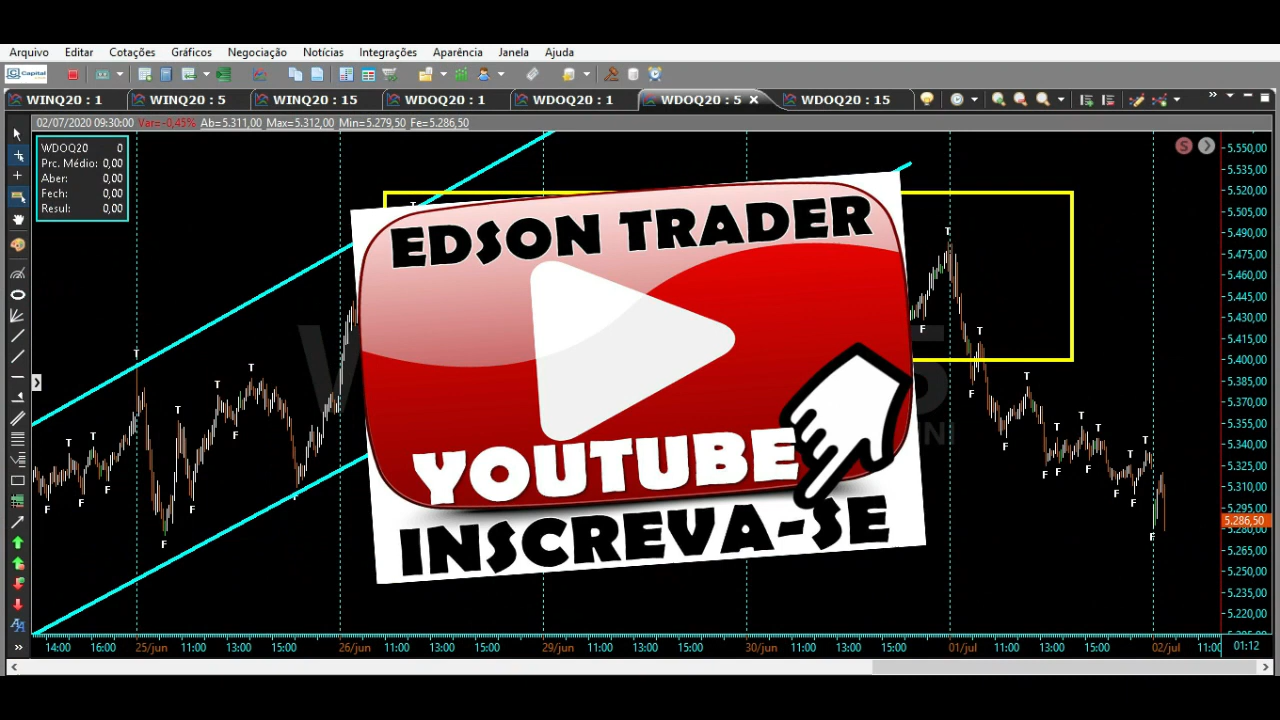 Arquivo Editar Cotações Gráficos Negociação Notícias Integrações Aparência Janela Ajuda
Capital
WINQ20 : 1 WINQ20 : 5 WINQ20 : 15 WDOQ20 : 1 WDOQ20 : 1 WDOQ20 : 5 WDOQ20 : 15
02/07/2020 09:30:00 Var=-0,45% Ab=5.311,00 Max=5.312,00 Min=5.279,50 Fe=5.286,50
WDOQ20 0
Prc. Médio: 0,00
Aber: 0,00
Fech: 0,00
Resul: 0,00
EDSON TRADER
YOUTUBE
INSCREVA-SE
5.550,00
5.535,00
5.520,00
5.505,00
5.490,00
5.475,00
5.460,00
5.445,00
5.430,00
5.415,00
5.400,00
5.385,00
5.370,00
5.355,00
5.340,00
5.325,00
5.310,00
5.295,00
5.286,50
5.280,00
5.265,00
5.250,00
5.235,00
5.220,00
14:00 16:00 25/jun 11:00 13:00 15:00 26/jun 11:00 13:00 15:00 29/jun 11:00 13:00 15:00 30/jun 11:00 13:00 15:00 01/jul 11:00 13:00 15:00 02/jul 11:00 01:12